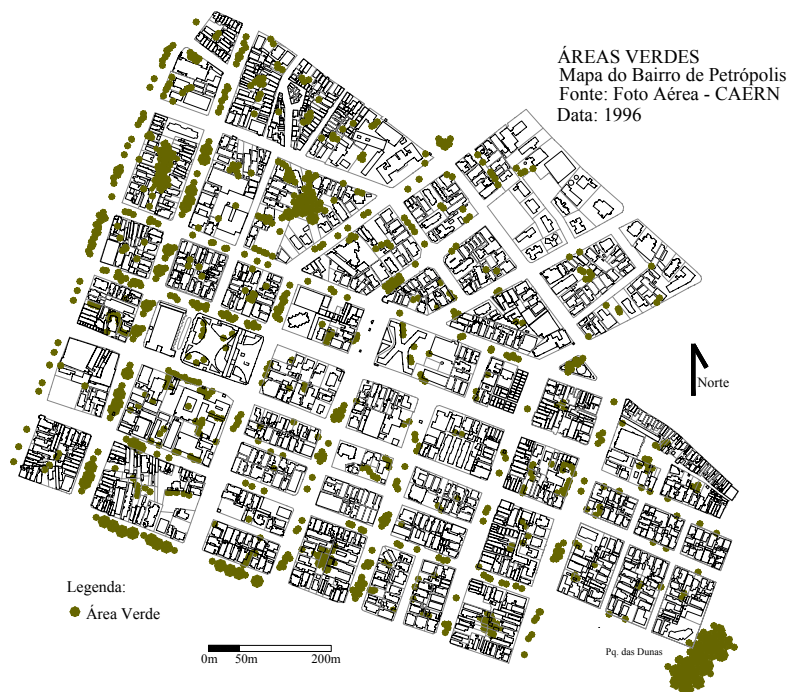 ÁREAS VERDES
Mapa do Bairro de Petrópolis
Fonte: Foto Aérea - CAERN
Data: 1996
Norte
Legenda:
Área Verde
0m 50m 200m
Pq. das Dunas